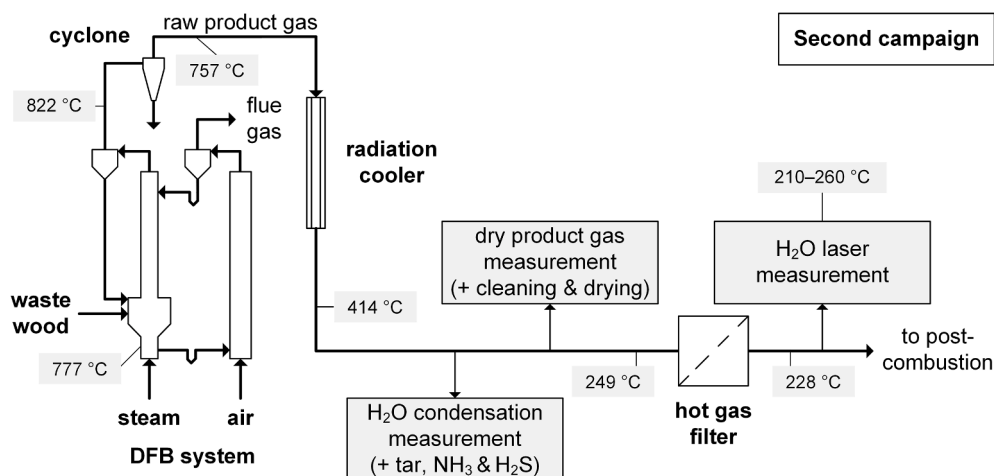 raw product gas
Second campaign
cyclone
757 °C
822 °C
flue
gas
radiation
cooler
210–260 °C
dry product gas
measurement
(+ cleaning & drying)
H₂O laser
measurement
waste
wood
414 °C
to post-
combustion
777 °C
249 °C
228 °C
steam
air
H₂O condensation
measurement
(+ tar, NH₃ & H₂S)
hot gas
filter
DFB system